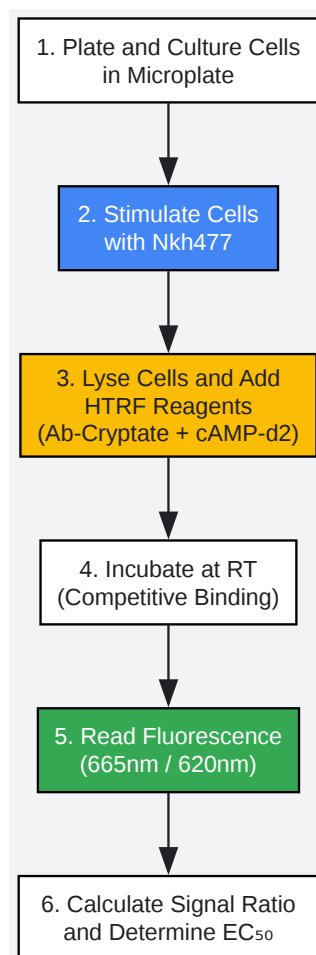 1. Plate and Culture Cells
in Microplate
2. Stimulate Cells
with Nkh477
3. Lyse Cells and Add
HTRF Reagents
(Ab-Cryptate + cAMP-d2)
4. Incubate at RT
(Competitive Binding)
5. Read Fluorescence
(665nm / 620nm)
6. Calculate Signal Ratio
and Determine EC₅₀